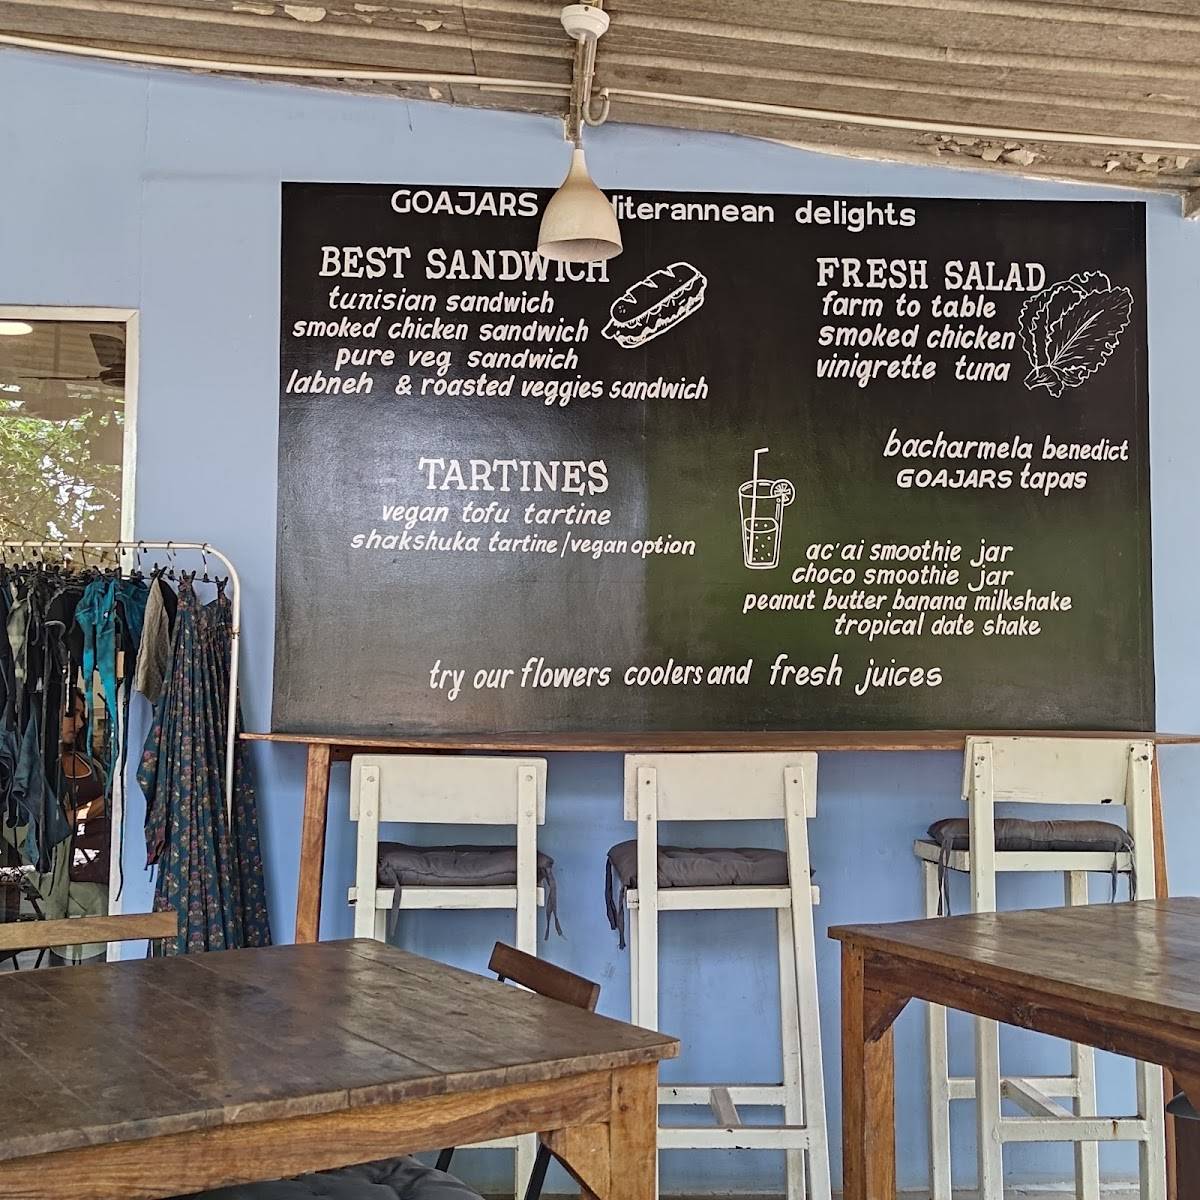 GOAJARS diterannean delights
BEST SANDWICH
tunisian sandwich
smoked chicken sandwich
pure veg sandwich
labneh & roasted veggies sandwich
FRESH SALAD
farm to table
smoked chicken
vinigrette tuna
bacharmela benedict
GOAJARS tapas
TARTINES
vegan tofu tartine
shakshuka tartine/vegan option
ac'ai smoothie jar
choco smoothie jar
peanut butter banana milkshake
tropical date shake
try our flowers coolers and fresh juices